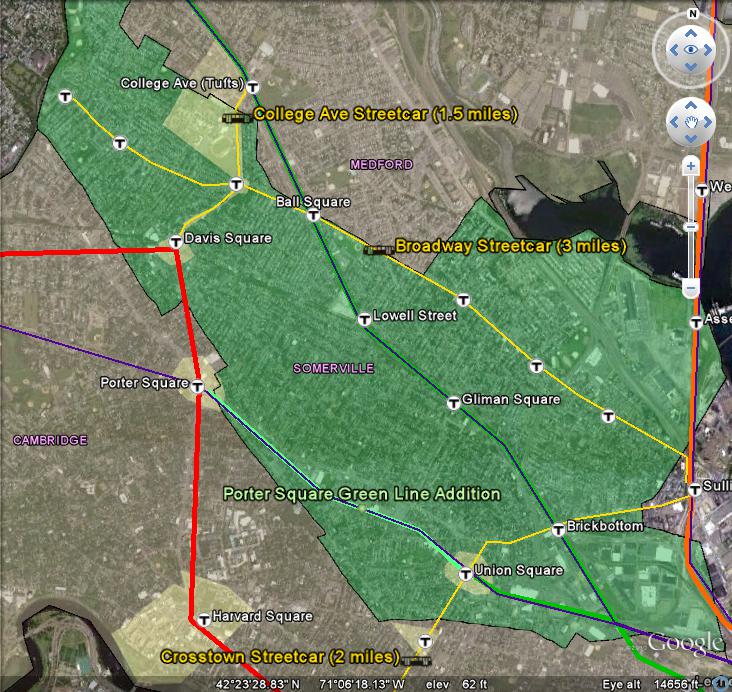 N
College Ave (Tufts)
T
College Ave Streetcar (1.5 miles)
T
T
MEDFORD
T
T
We
Ball Square
T
Davis Square
T
Broadway Streetcar (3 miles)
T
T
Lowell Street
T
Asse
SOMERVILLE
T
Porter Square
T
T
Gliman Square
T
CAMBRIDGE
Porter Square Green Line Addition
T
Sulli
T
Brickbottom
T
Union Square
T
Harvard Square
T
Crosstown Streetcar (2 miles)
Google
42°23'28.83" N 71°06'18.13" W elev 62 ft Eye alt 14656 ft